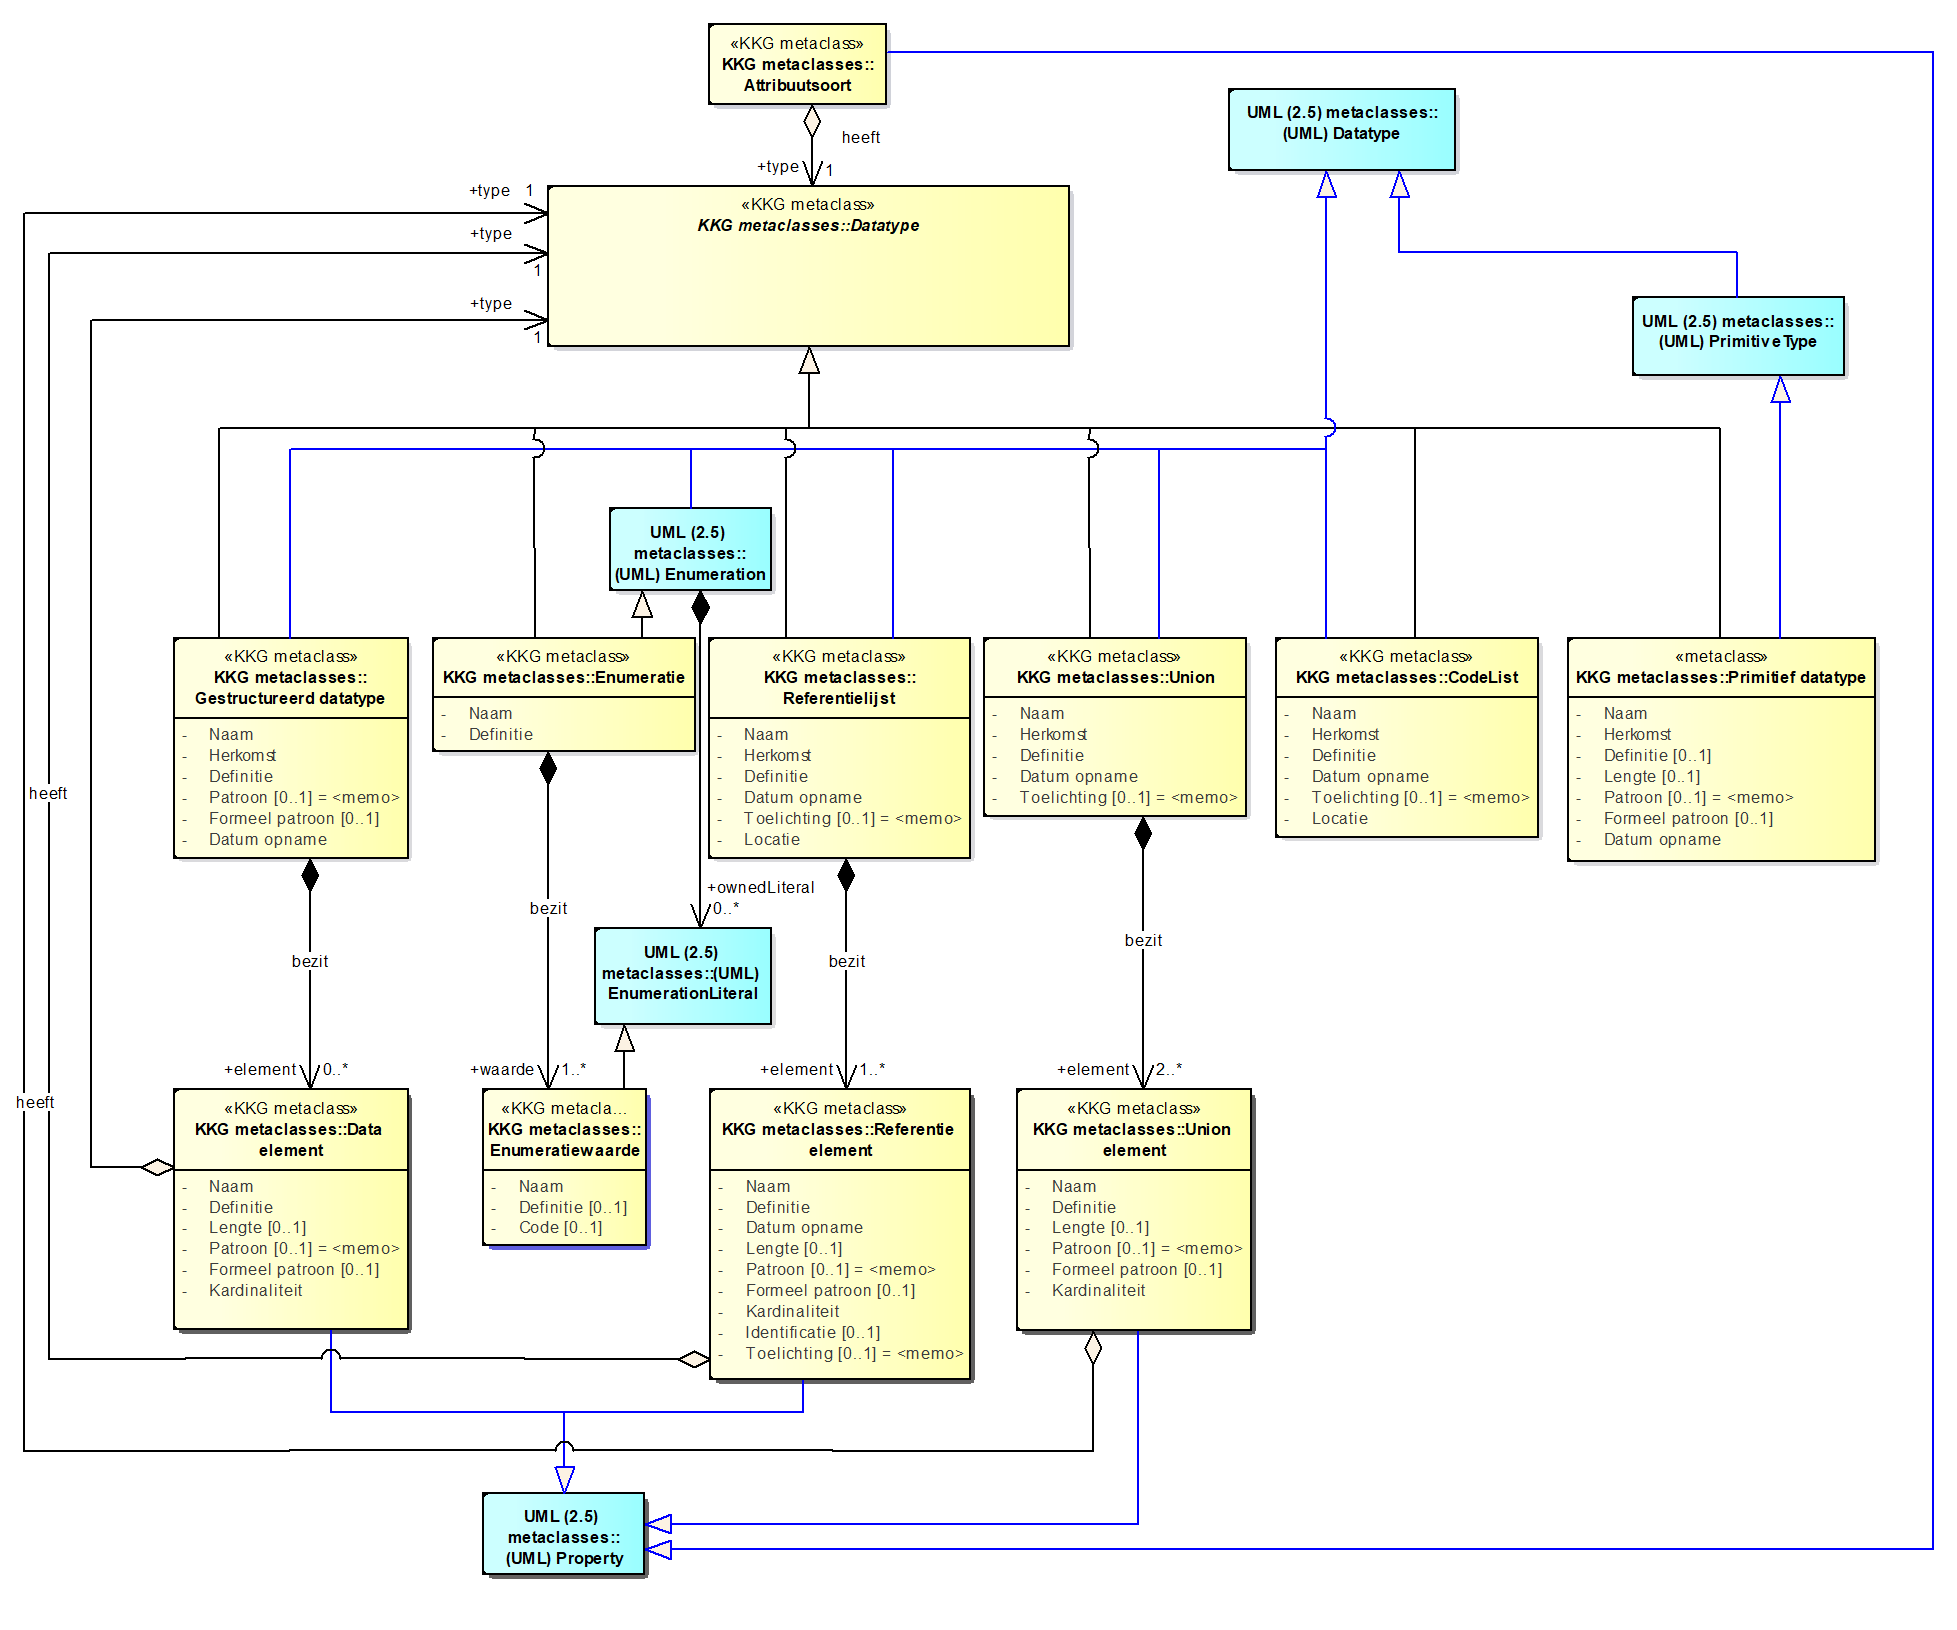 «KKG metaclass»
KKG metaclasses::
Attribuutsoort
heeft
+type
1
UML (2.5) metaclasses::
(UML) Datatype
+type 1
+type
1
+type
1
«KKG metaclass»
KKG metaclasses::Datatype
UML (2.5) metaclasses::
(UML) PrimitiveType
UML (2.5)
metaclasses::
(UML) Enumeration
«KKG metaclass»
KKG metaclasses::
Gestructureerd datatype
- Naam
- Herkomst
- Definitie
- Patroon [0..1] = <memo>
- Formeel patroon [0..1]
- Datum opname
«KKG metaclass»
KKG metaclasses::Enumeratie
- Naam
- Definitie
«KKG metaclass»
KKG metaclasses::
Referentielijst
- Naam
- Herkomst
- Definitie
- Datum opname
- Toelichting [0..1] = <memo>
- Locatie
«KKG metaclass»
KKG metaclasses::Union
- Naam
- Herkomst
- Definitie
- Datum opname
- Toelichting [0..1] = <memo>
«KKG metaclass»
KKG metaclasses::CodeList
- Naam
- Herkomst
- Definitie
- Datum opname
- Toelichting [0..1] = <memo>
- Locatie
«metaclass»
KKG metaclasses::Primitief datatype
- Naam
- Herkomst
- Definitie [0..1]
- Lengte [0..1]
- Patroon [0..1] = <memo>
- Formeel patroon [0..1]
- Datum opname
heeft
heeft
bezit
bezit
+ownedLiteral
0..*
bezit
bezit
UML (2.5)
metaclasses::(UML)
EnumerationLiteral
+element 0..*
+waarde 1..*
+element 1..*
+element 2..*
«KKG metaclass»
KKG metaclasses::Data
element
- Naam
- Definitie
- Lengte [0..1]
- Patroon [0..1] = <memo>
- Formeel patroon [0..1]
- Kardinaliteit
«KKG metacla...
KKG metaclasses::
Enumeratiewaarde
- Naam
- Definitie [0..1]
- Code [0..1]
«KKG metaclass»
KKG metaclasses::Referentie
element
- Naam
- Definitie
- Datum opname
- Lengte [0..1]
- Patroon [0..1] = <memo>
- Formeel patroon [0..1]
- Kardinaliteit
- Identificatie [0..1]
- Toelichting [0..1] = <memo>
«KKG metaclass»
KKG metaclasses::Union
element
- Naam
- Definitie
- Lengte [0..1]
- Patroon [0..1] = <memo>
- Formeel patroon [0..1]
- Kardinaliteit
UML (2.5)
metaclasses::
(UML) Property